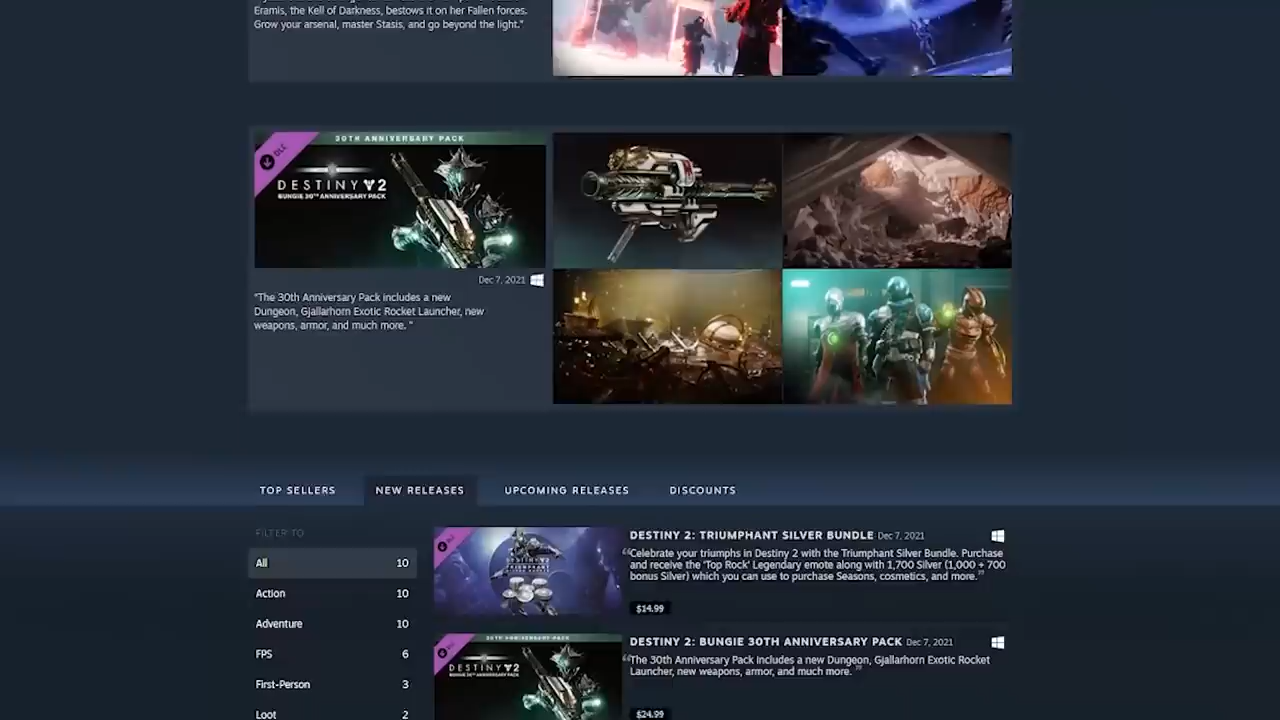 Eramis, the Kell of Darkness, bestows it on her Fallen forces.
Grow your arsenal, master Stasis, and go beyond the light."
30TH ANNIVERSARY PACK
DLC
DESTINY 2
BUNGIE 30TH ANNIVERSARY PACK
Dec 7, 2021
"The 30th Anniversary Pack includes a new
Dungeon, Gjallarhorn Exotic Rocket Launcher, new
weapons, armor, and much more. "
TOP SELLERS
NEW RELEASES
UPCOMING RELEASES
DISCOUNTS
FILTER TO
All 10
Action 10
Adventure 10
FPS 6
First-Person 3
Loot 2
DESTINY 2: TRIUMPHANT SILVER BUNDLE Dec 7, 2021
“Celebrate your triumphs in Destiny 2 with the Triumphant Silver Bundle. Purchase
and receive the 'Top Rock' Legendary emote along with 1,700 Silver (1,000 + 700
bonus Silver) which you can use to purchase Seasons, cosmetics, and more.”
$14.99
30TH ANNIVERSARY PACK
DESTINY 2
BUNGIE 30TH ANNIVERSARY PACK
DESTINY 2: BUNGIE 30TH ANNIVERSARY PACK Dec 7, 2021
“The 30th Anniversary Pack includes a new Dungeon, Gjallarhorn Exotic Rocket
Launcher, new weapons, armor, and much more. ”
$24.99